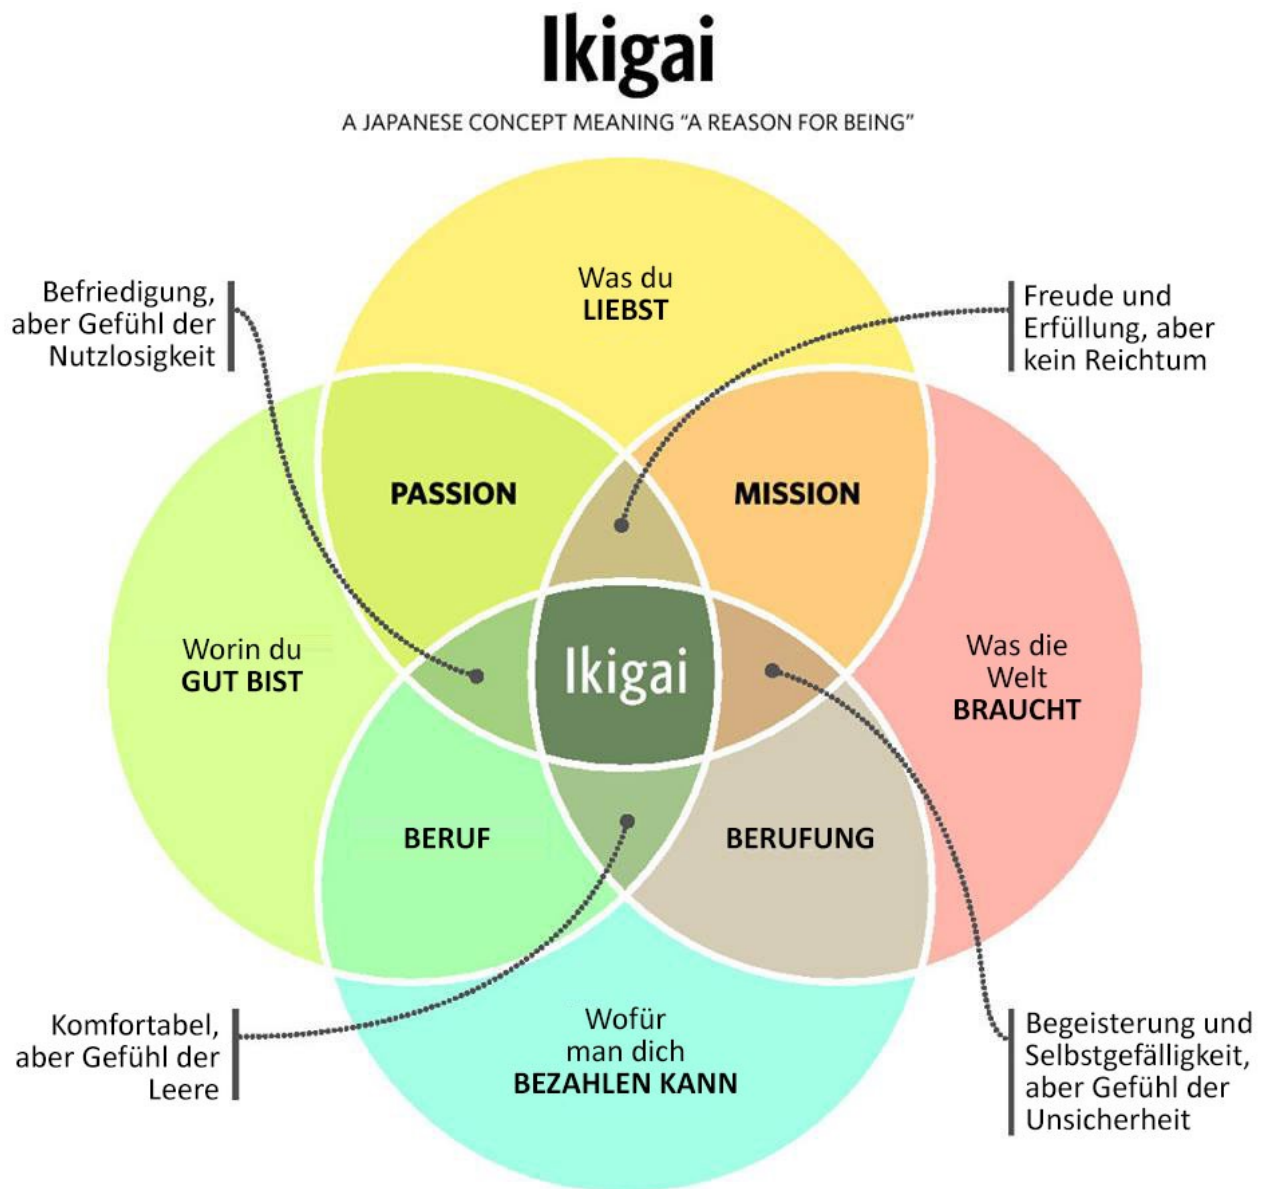 Ikigai
A JAPANESE CONCEPT MEANING “A REASON FOR BEING”
Was du
LIEBST
Befriedigung,
aber Gefühl der
Nutzlosigkeit
Freude und
Erfüllung, aber
kein Reichtum
PASSION
MISSION
Worin du
GUT BIST
Ikigai
Was die
Welt
BRAUCHT
BERUF
BERUFUNG
Wofür
man dich
BEZAHLEN KANN
Komfortabel,
aber Gefühl der
Leere
Begeisterung und
Selbstgefälligkeit,
aber Gefühl der
Unsicherheit